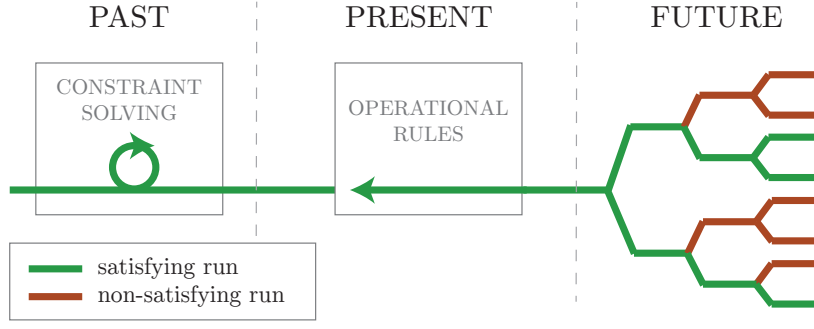 PAST
PRESENT
FUTURE
CONSTRAINT
SOLVING
OPERATIONAL
RULES
satisfying run
non-satisfying run